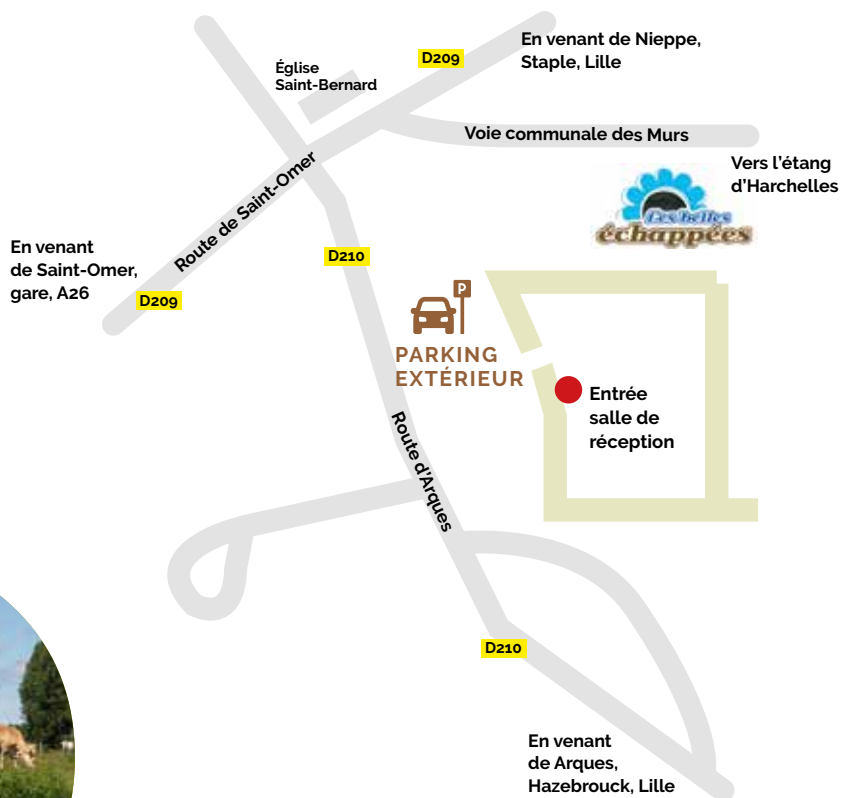 En venant de Nieppe,
Staple, Lille
D209
Église
Saint-Bernard
Voie communale des Murs
Vers l'étang
d'Harchelles
Les belles
échappées
Route de Saint-Omer
En venant
de Saint-Omer,
gare, A26
D209
D210
P
PARKING
EXTÉRIEUR
Entrée
salle de
réception
Route d'Arques
D210
En venant
de Arques,
Hazebrouck, Lille